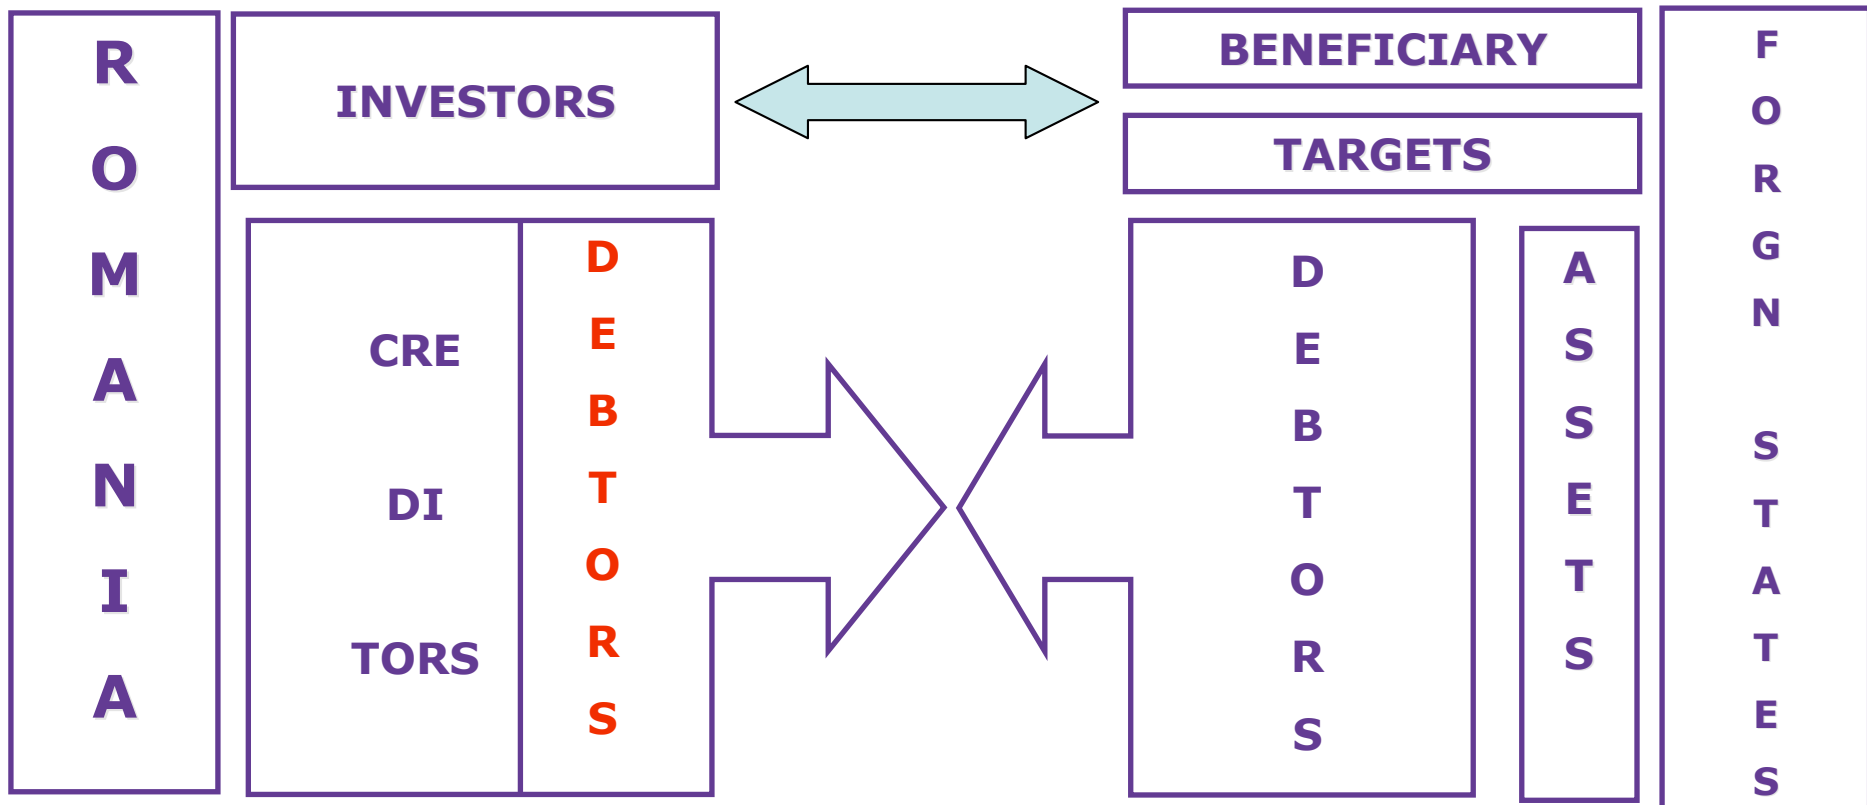 ROMANIA
INVESTORS
BENEFICIARY
TARGETS
CRE
DI
TORS
DEBTORS
DEBTORS
ASSETS
FORGN STATES